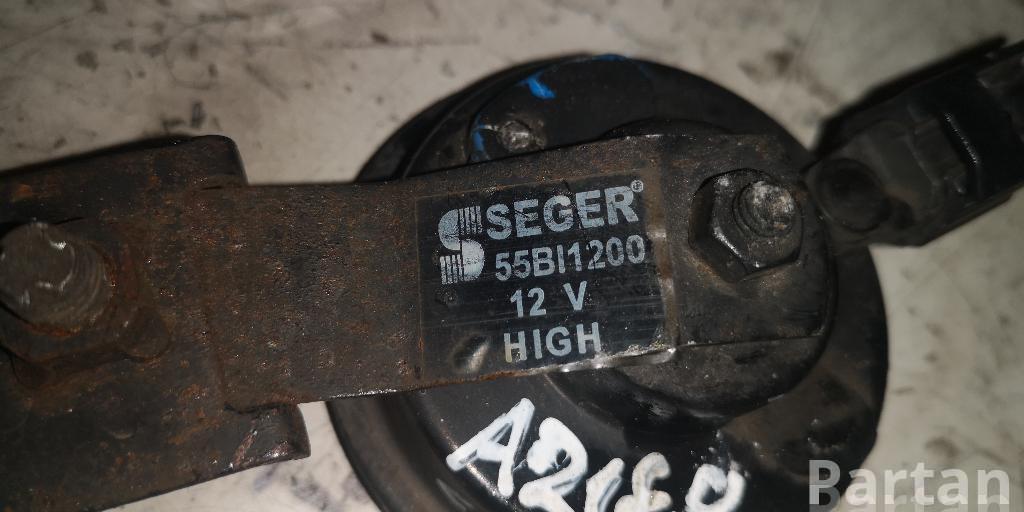 SEGER®
55BI1200
12 V
HIGH
Bartan